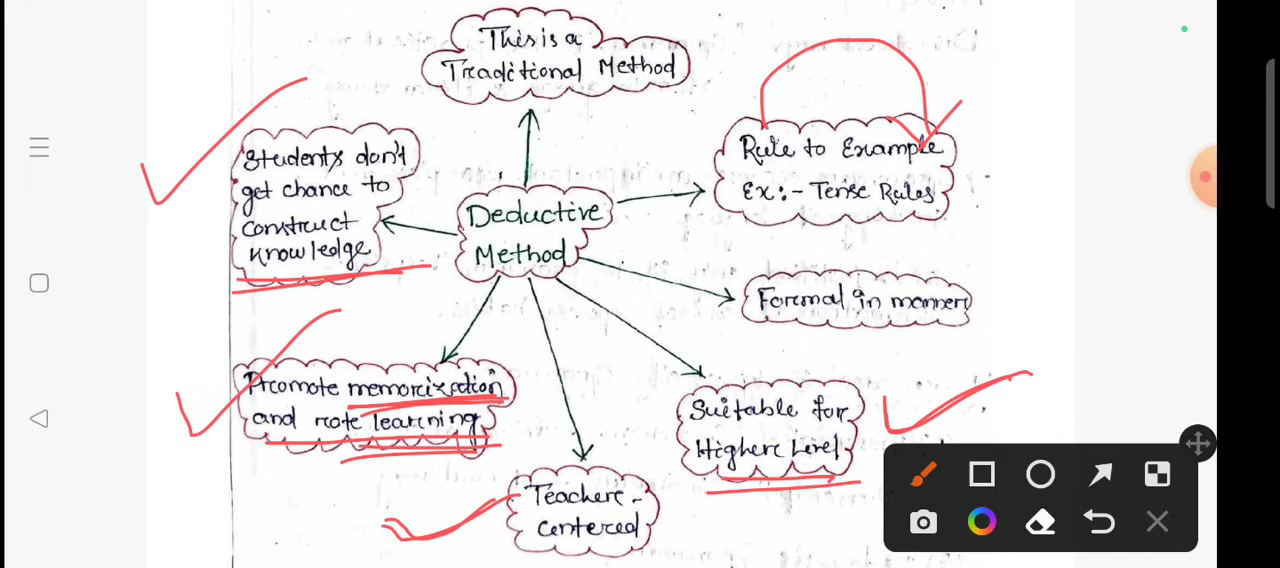 This is a
Traditional Method
Students don't
get chance to
construct
knowledge
Deductive
Method
Rule to Example
Ex:- Tense Rules
Formal in manner
Promote memorization
and rote learning
Suitable for
Higher Level
Teacher-
centered